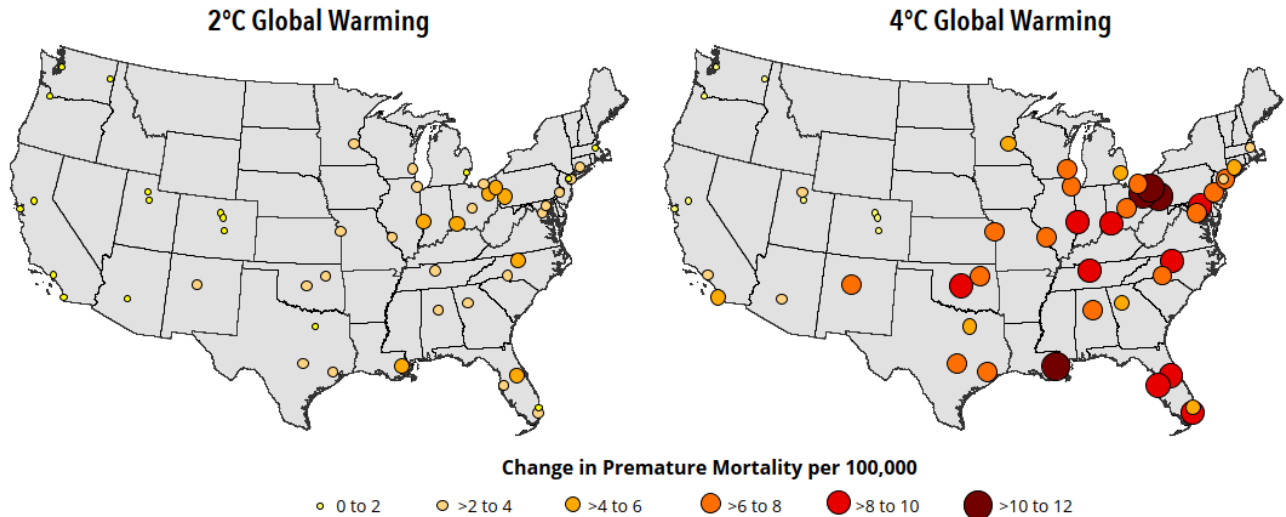 2°C Global Warming
4°C Global Warming
Change in Premature Mortality per 100,000
0 to 2
>2 to 4
>4 to 6
>6 to 8
>8 to 10
>10 to 12